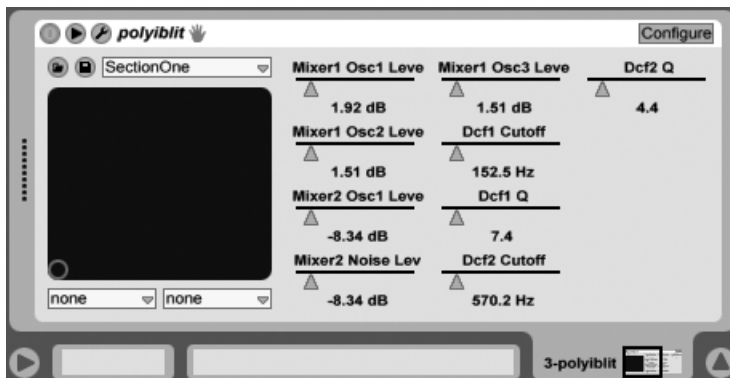 polyiblit Configure
SectionOne
Mixer1 Osc1 Leve Mixer1 Osc3 Leve Dcf2 Q
1.92 dB 1.51 dB 4.4
Mixer1 Osc2 Leve Dcf1 Cutoff
1.51 dB 152.5 Hz
Mixer2 Osc1 Leve Dcf1 Q
-8.34 dB 7.4
Mixer2 Noise Lev Dcf2 Cutoff
-8.34 dB 570.2 Hz
none none
3-polyiblit